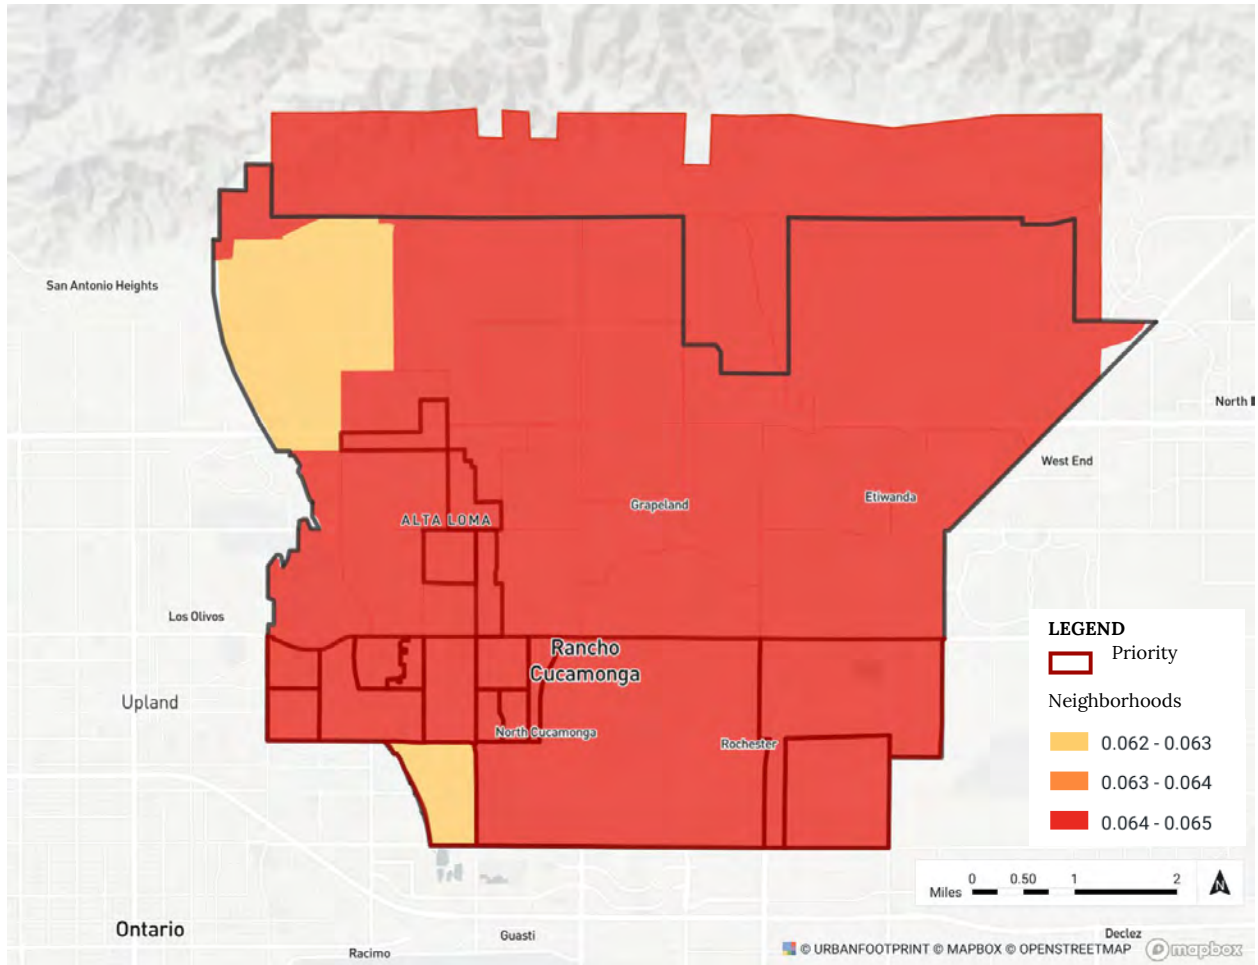 San Antonio Heights
North
West End
Grapeland
Etiwanda
ALTA LOMA
Los Olivos
LEGEND
Priority
Neighborhoods
0.062 - 0.063
0.063 - 0.064
0.064 - 0.065
Rancho
Cucamonga
Upland
North Cucamonga
Rochester
Miles
0 0.50 1 2
N
Ontario
Guasti
Racimo
Declez
© URBANFOOTPRINT © MAPBOX © OPENSTREETMAP
mapbox